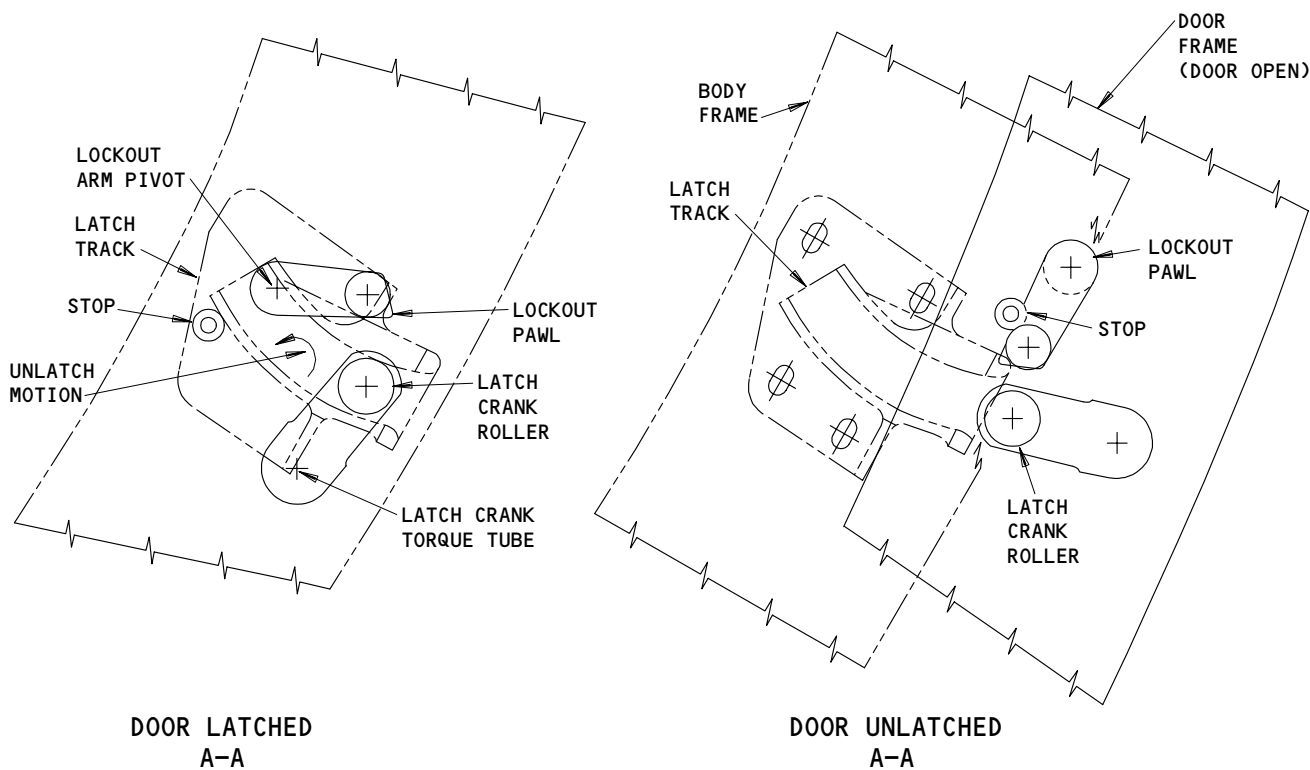 LOCKOUT
ARM PIVOT
LATCH
TRACK
STOP
UNLATCH
MOTION
LOCKOUT
PAWL
LATCH
CRANK
ROLLER
LATCH CRANK
TORQUE TUBE
DOOR LATCHED
A-A
DOOR
FRAME
(DOOR OPEN)
BODY
FRAME
LATCH
TRACK
LOCKOUT
PAWL
STOP
LATCH
CRANK
ROLLER
DOOR UNLATCHED
A-A